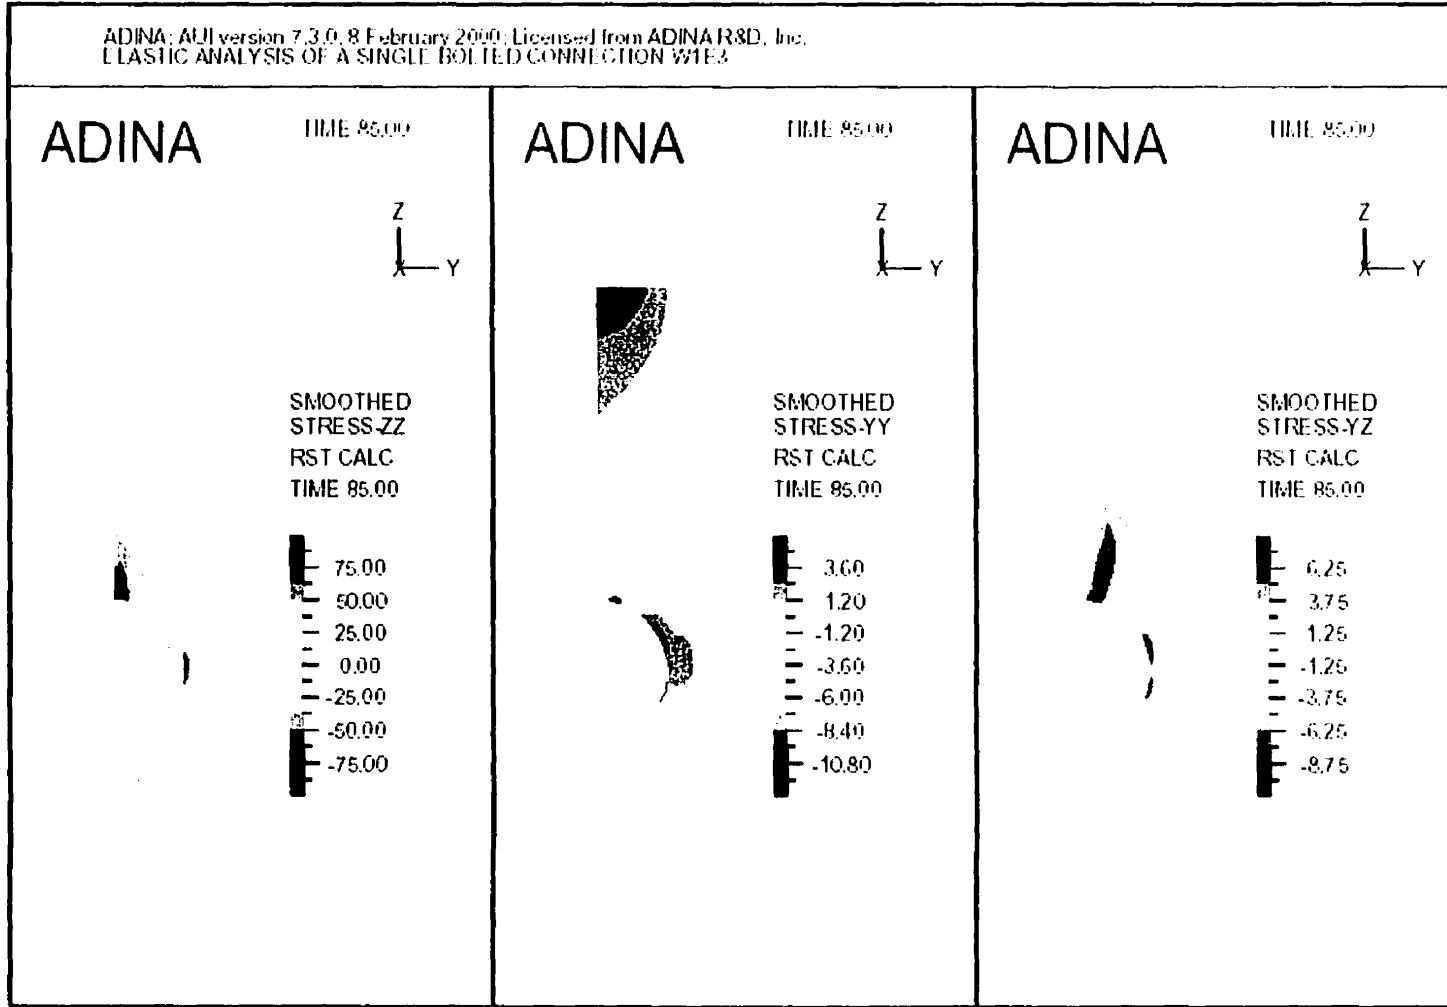 ADINA: AUI version 7.3.0, 8 February 2000: Licensed from ADINA R&D, Inc.
ELASTIC ANALYSIS OF A SINGLE BOLTED CONNECTION W1E3
ADINA
TIME 85.00
Z
X
Y
SMOOTHED
STRESS-ZZ
RST CALC
TIME 85.00
75.00
50.00
25.00
0.00
-25.00
-50.00
-75.00
ADINA
TIME 85.00
Z
X
Y
SMOOTHED
STRESS-YY
RST CALC
TIME 85.00
3.60
1.20
-1.20
-3.60
-6.00
-8.40
-10.80
ADINA
TIME 85.00
Z
X
Y
SMOOTHED
STRESS-YZ
RST CALC
TIME 85.00
6.25
3.75
1.25
-1.25
-3.75
-6.25
-8.75